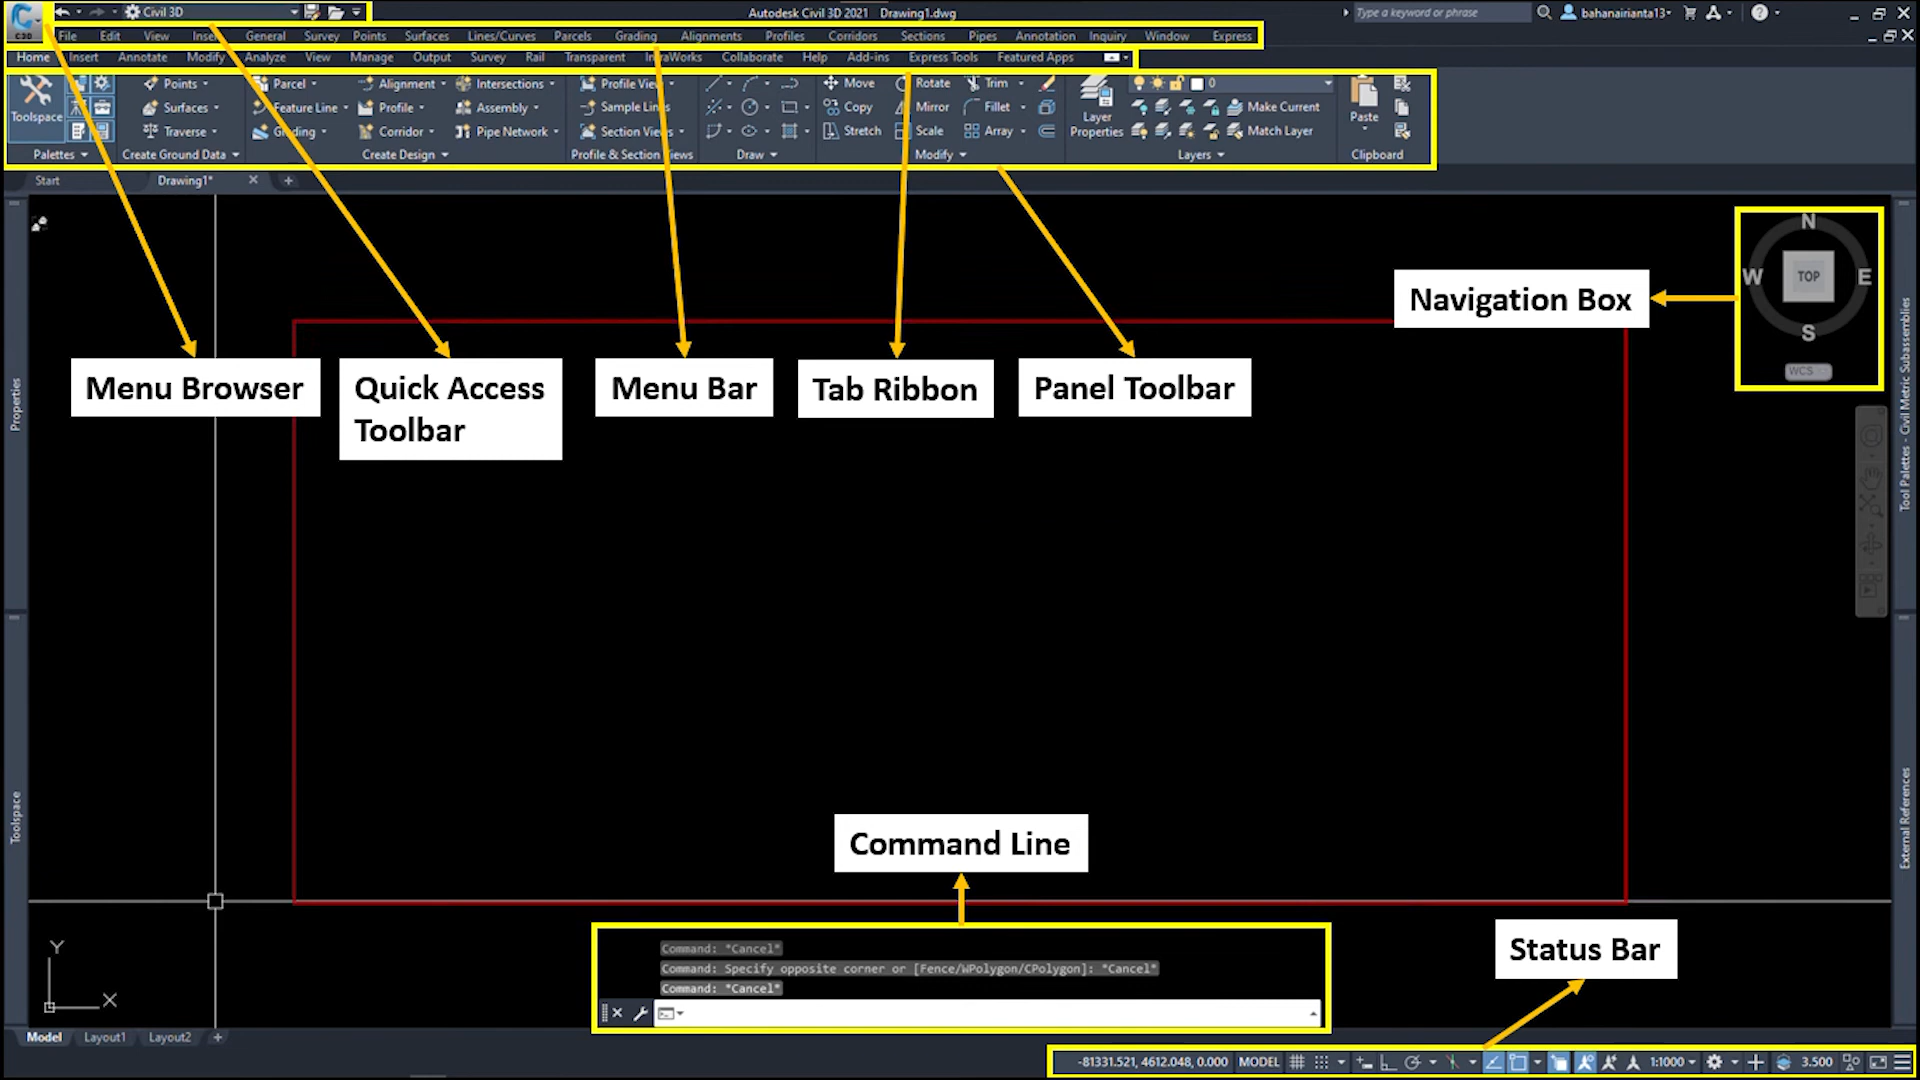 C3D Civil 3D Autodesk Civil 3D 2021 Drawing1.dwg Type a keyword or phrase bahanairianta13
File Edit View Insert General Survey Points Surfaces Lines/Curves Parcels Grading Alignments Profiles Corridors Sections Pipes Annotation Inquiry Window Express
Home Insert Annotate Modify Analyze View Manage Output Survey Rail Transparent InfraWorks Collaborate Help Add-ins Express Tools Featured Apps
Points Parcel Alignment Intersections Profile View Move Rotate Trim 0
Toolspace Surfaces Feature Line Profile Assembly Sample Lines Copy Mirror Fillet Layer Properties Make Current Paste
Traverse Grading Corridor Pipe Network Section Views Stretch Scale Array Match Layer
Palettes Create Ground Data Create Design Profile & Section Views Draw Modify Layers Clipboard
Start Drawing1*
N
W TOP E
S
WCS
Navigation Box
Menu Browser
Quick Access
Toolbar
Menu Bar
Tab Ribbon
Panel Toolbar
Properties
Tool Palettes - Civil Metric Subassemblies
Toolspace
External References
Command Line
Command: *Cancel*
Command: Specify opposite corner or [Fence/WPolygon/CPolygon]: *Cancel*
Command: *Cancel*
Status Bar
Y
X
Model Layout1 Layout2
-81331.521, 4612.048, 0.000 MODEL 1:1000 3.500